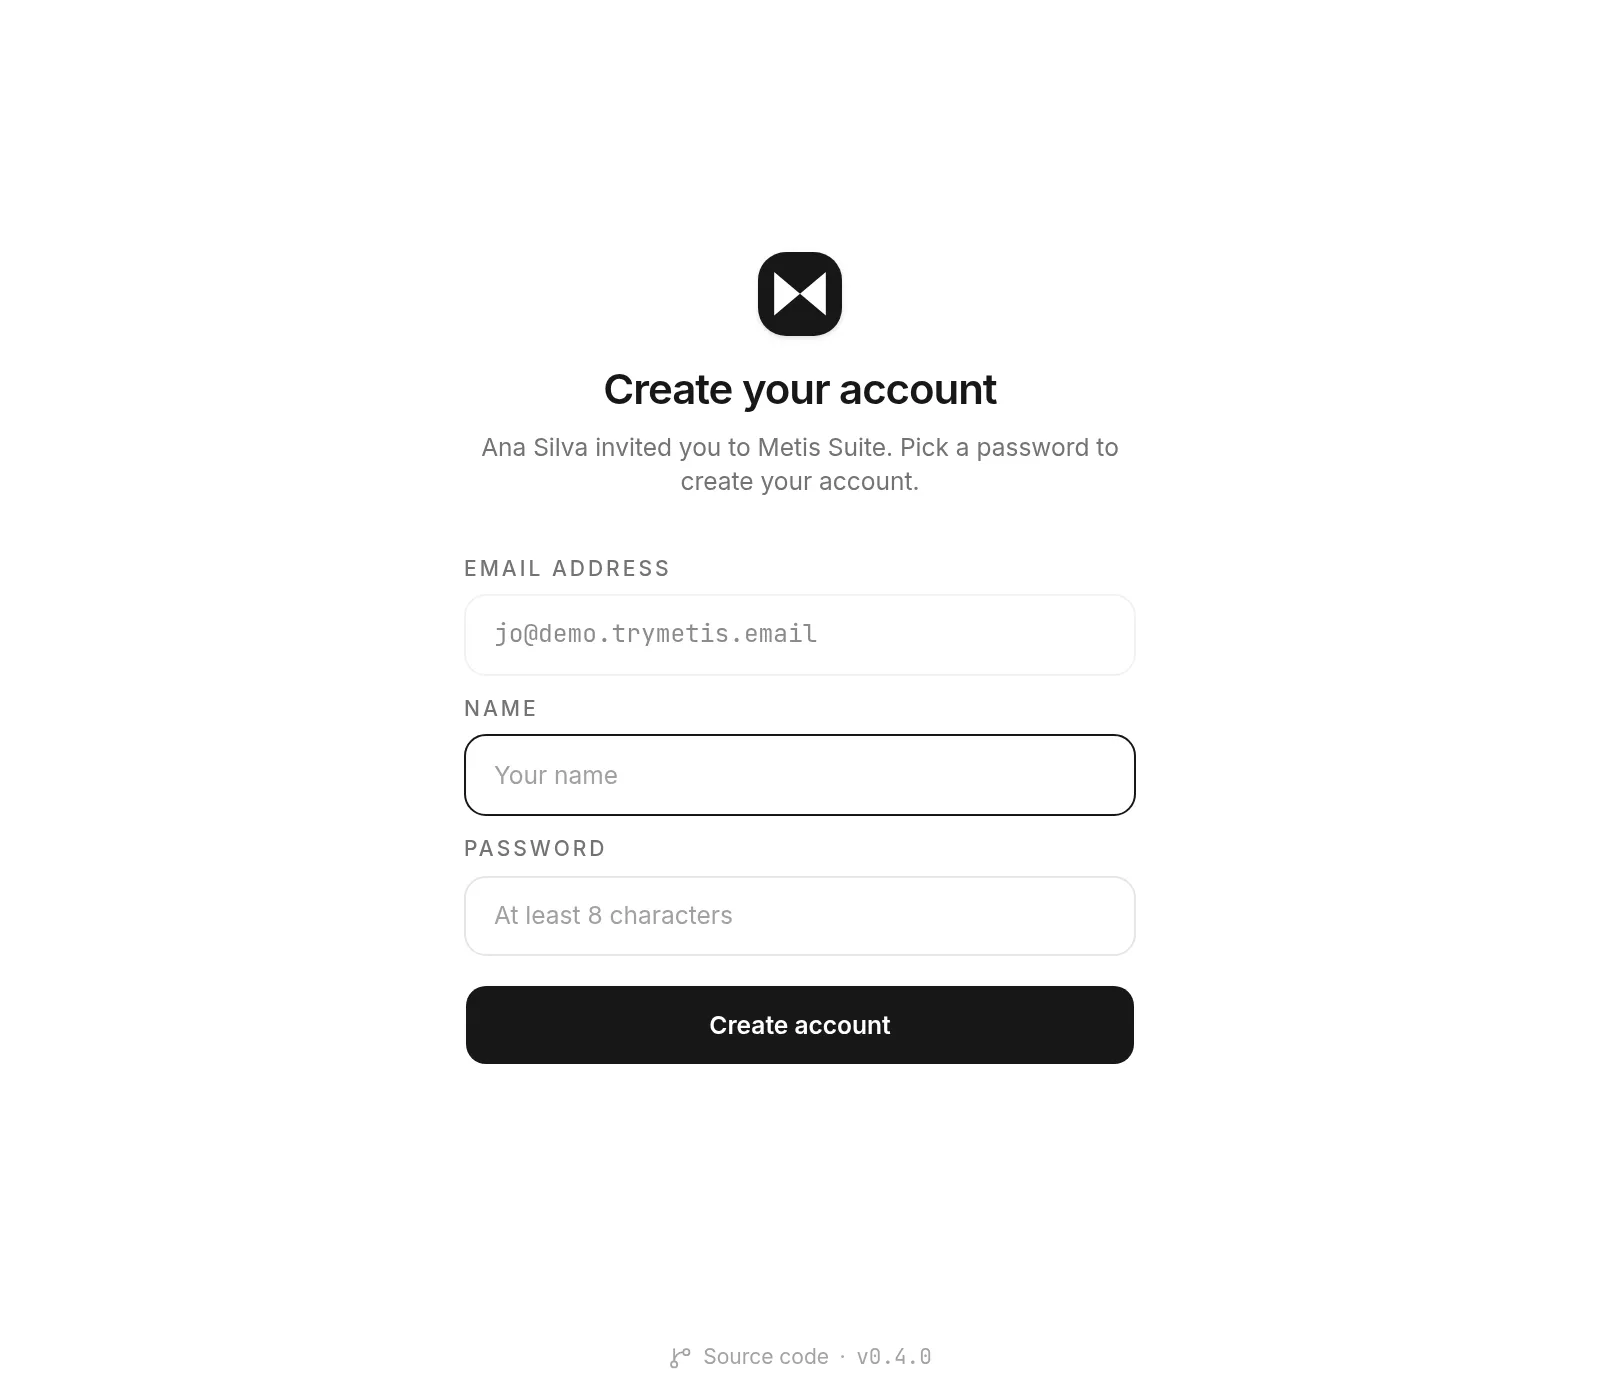 Create your account
Ana Silva invited you to Metis Suite. Pick a password to
create your account.
EMAIL ADDRESS
jo@demo.trymetis.email
NAME
Your name
PASSWORD
At least 8 characters
Create account
Source code · v0.4.0